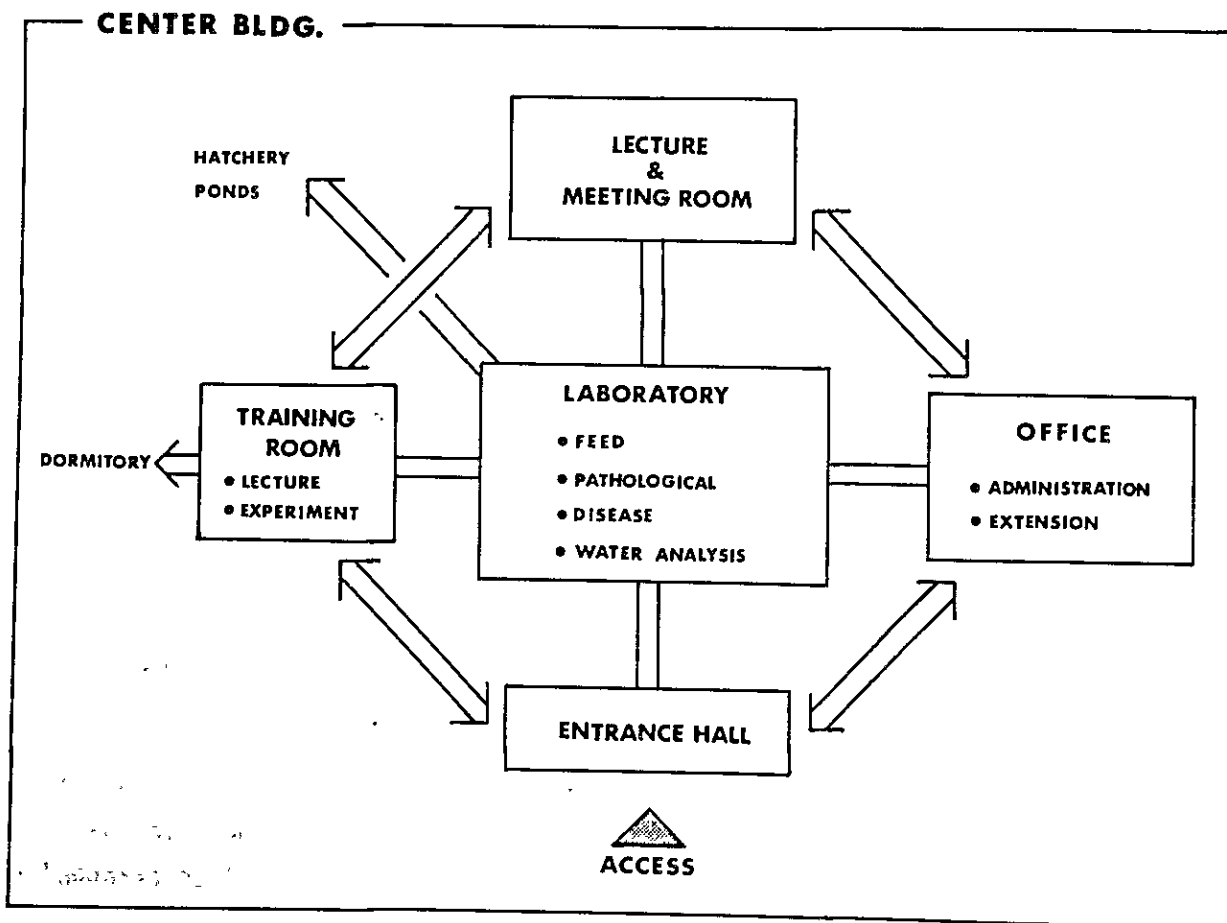 CENTER BLDG.
HATCHERY
PONDS
LECTURE
&
MEETING ROOM
TRAINING
ROOM
• LECTURE
• EXPERIMENT
DORMITORY
LABORATORY
• FEED
• PATHOLOGICAL
• DISEASE
• WATER ANALYSIS
OFFICE
• ADMINISTRATION
• EXTENSION
ENTRANCE HALL
ACCESS